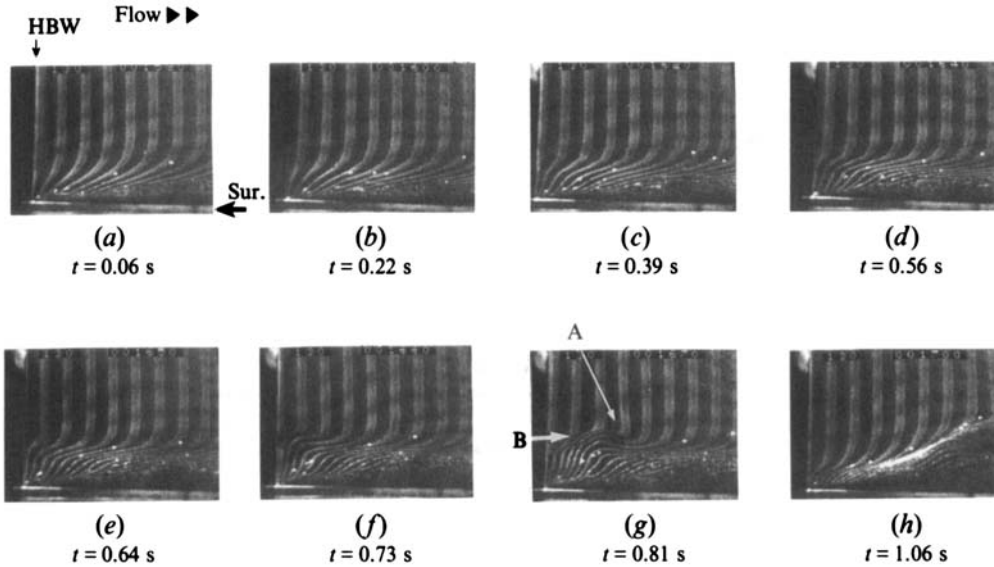 HBW
Flow ▶▶
Sur.
(a)
(b)
(c)
(d)
t = 0.06 s
t = 0.22 s
t = 0.39 s
t = 0.56 s
A
B
(e)
(f)
(g)
(h)
t = 0.64 s
t = 0.73 s
t = 0.81 s
t = 1.06 s